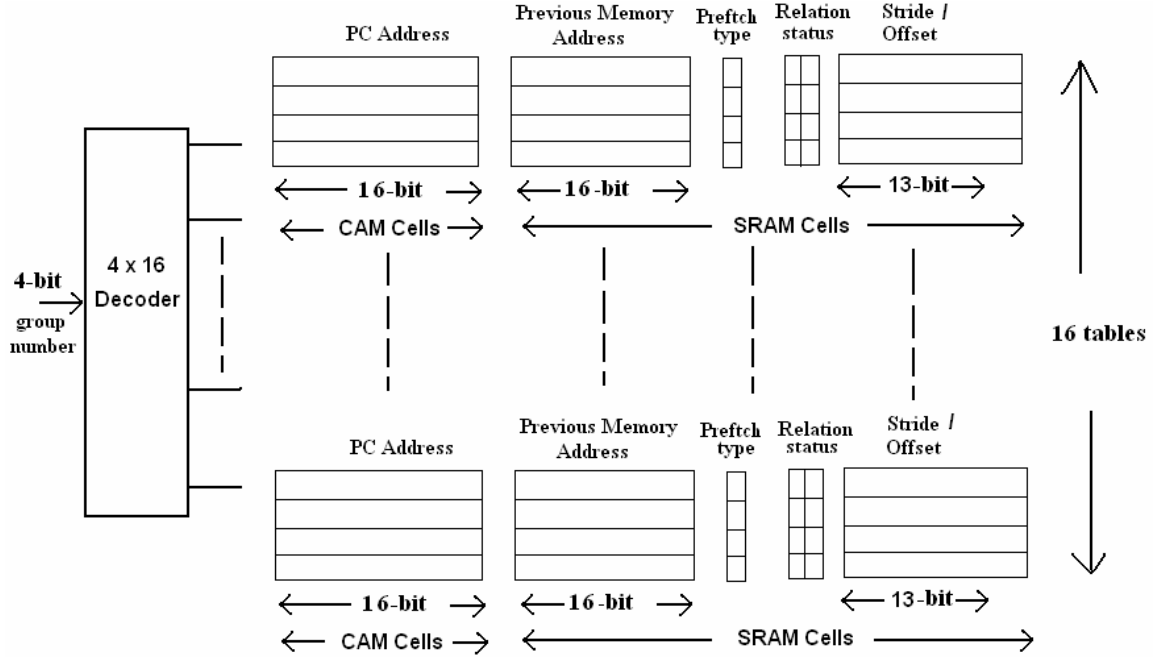 PC Address
Previous Memory
Address
Preftch
type
Relation
status
Stride /
Offset
16-bit
16-bit
13-bit
CAM Cells
SRAM Cells
4-bit
group
number
4 x 16
Decoder
16 tables
PC Address
Previous Memory
Address
Preftch
type
Relation
status
Stride /
Offset
16-bit
16-bit
13-bit
CAM Cells
SRAM Cells